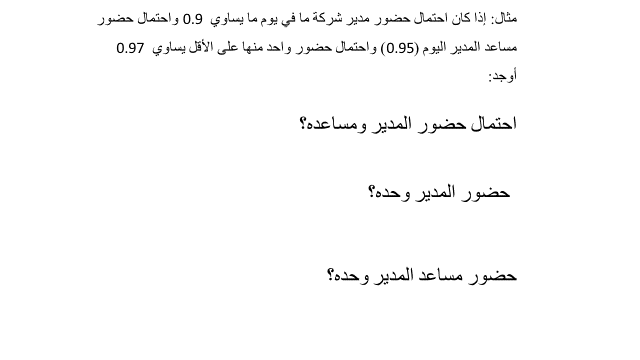 مثال: إذا كان احتمال حضور مدير شركة ما في يوم ما يساوي 0.9 واحتمال حضور
مساعد المدير اليوم (0.95) واحتمال حضور واحد منها على الأقل يساوي 0.97
أوجد:
احتمال حضور المدير ومساعده؟
حضور المدير وحده؟
حضور مساعد المدير وحده؟